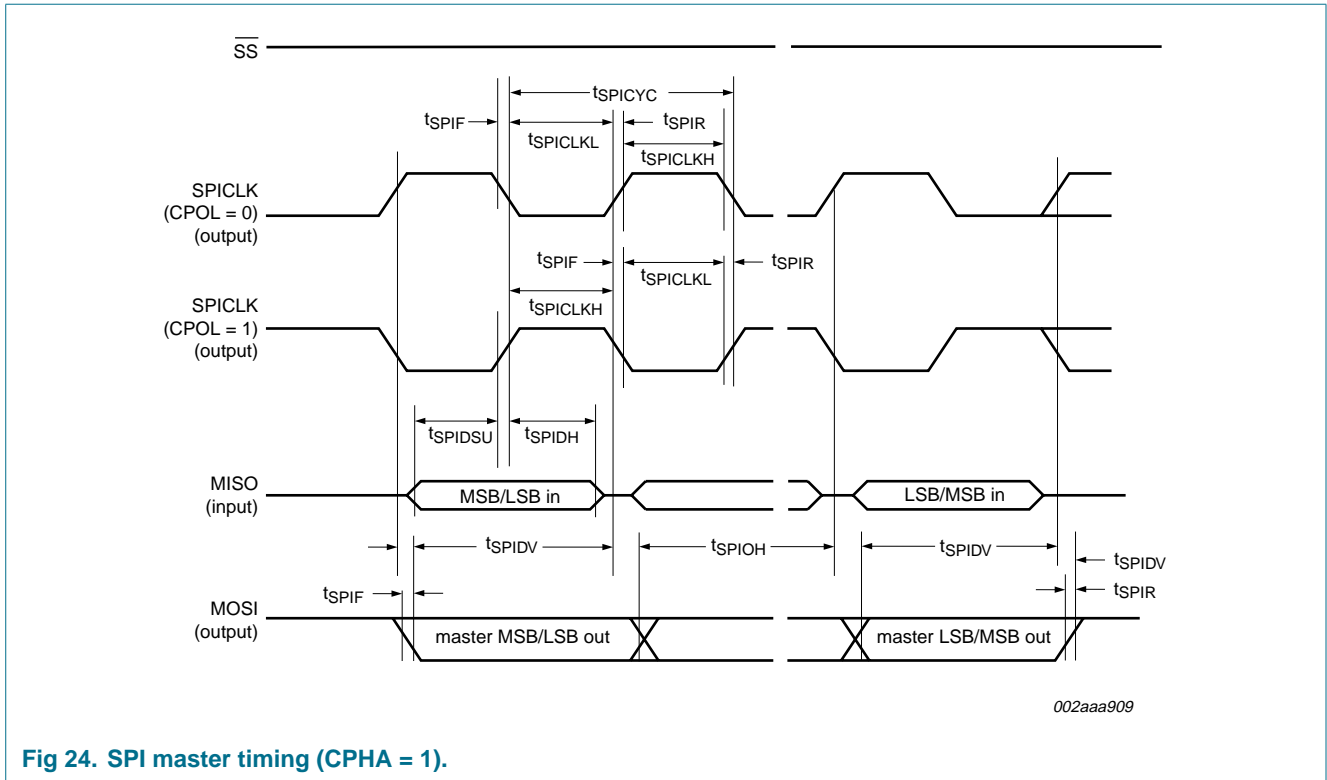 SS
tSPICYC
tSPIF
tSPIR
tSPICLKL
tSPICLKH
SPICLK
(CPOL = 0)
(output)
tSPIF
tSPIR
tSPICLKL
tSPICLKH
SPICLK
(CPOL = 1)
(output)
tSPIDSU
tSPIDH
MISO
(input)
MSB/LSB in
LSB/MSB in
tSPIDV
tSPIOH
tSPIDV
tSPIDV
tSPIF
tSPIR
MOSI
(output)
master MSB/LSB out
master LSB/MSB out
002aaa909
Fig 24. SPI master timing (CPHA = 1).